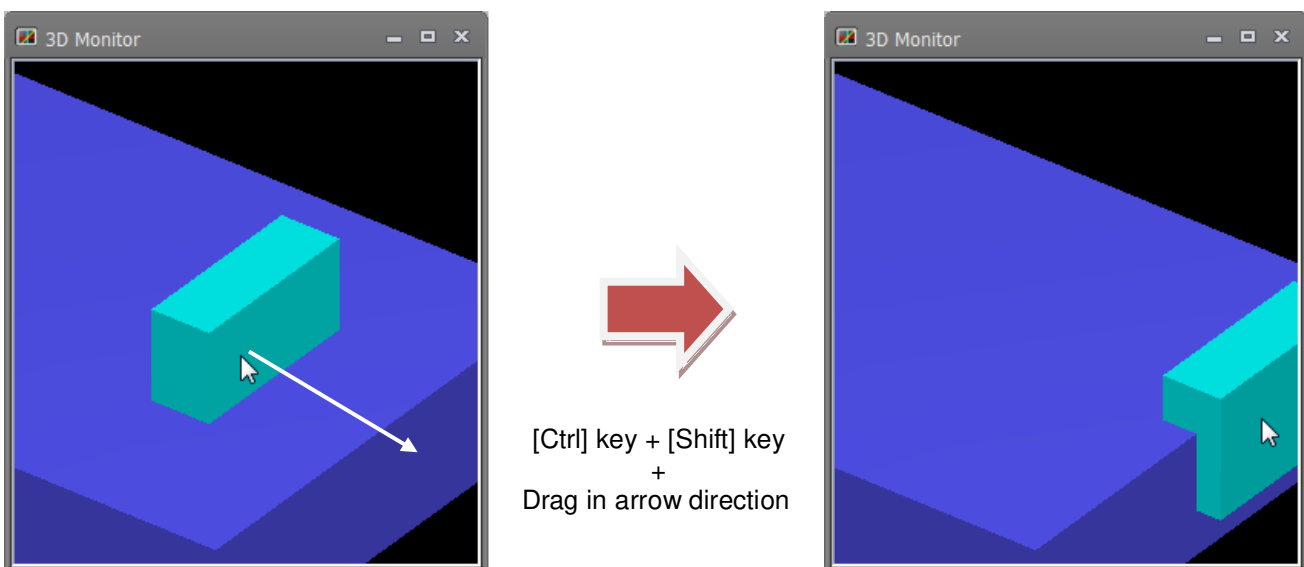 3D Monitor
3D Monitor
[Ctrl] key + [Shift] key
+
Drag in arrow direction